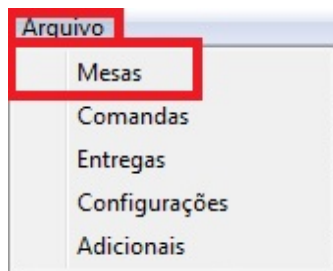 Arquivo
Mesas
Comandas
Entregas
Configurações
Adicionais